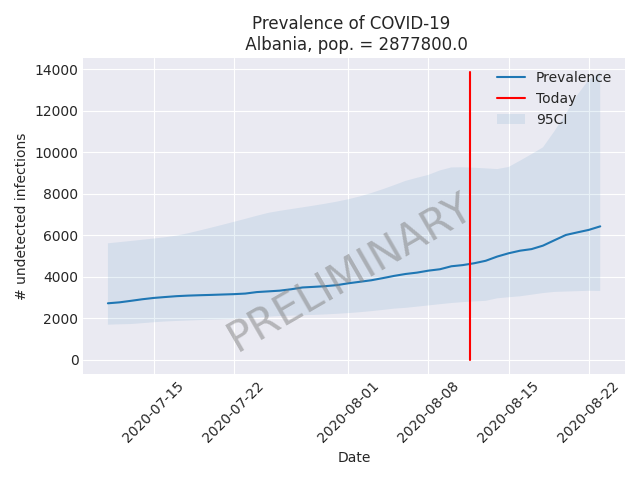 Prevalence of COVID-19
Albania, pop. = 2877800.0
14000
12000
10000
8000
6000
4000
2000
0
# undetected infections
Prevalence
Today
95CI
PRELIMINARY
2020-07-15
2020-07-22
2020-08-01
2020-08-08
2020-08-15
2020-08-22
Date